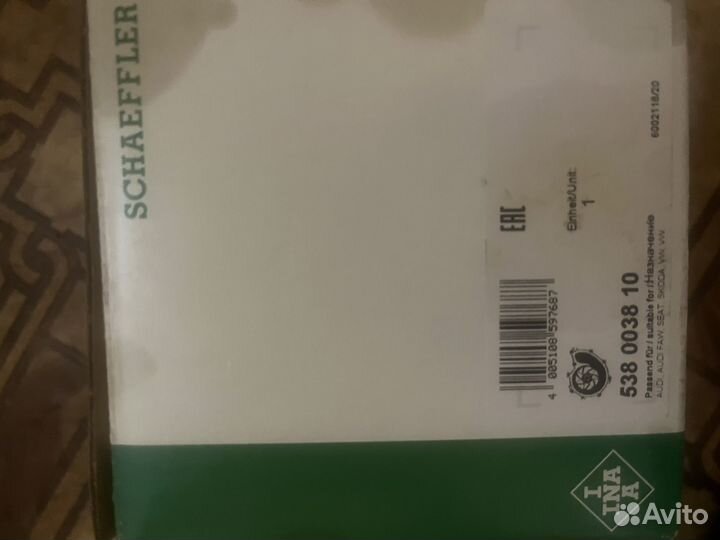 SCHAEFFLER
6002118/20
EAC
Einheit/Unit:
1
4 005108 597687
538 0038 10
Passend für / suitable for / Назначение
AUDI, AUDI FAW, SEAT, SKODA, VW, VW
INA
Avito